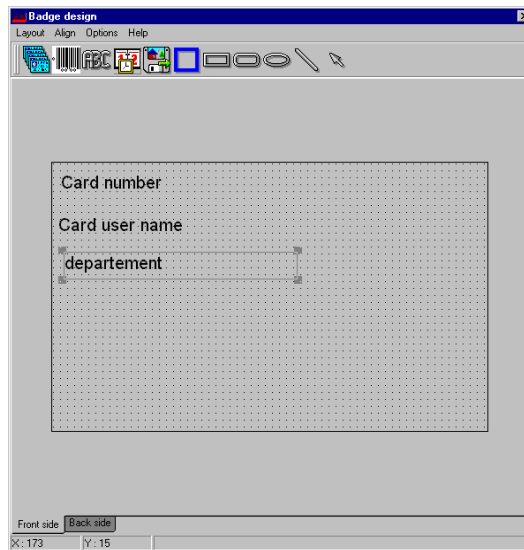 Badge design
Layout Align Options Help
ABC
Card number
Card user name
departement
Front side Back side
X: 173 Y: 15